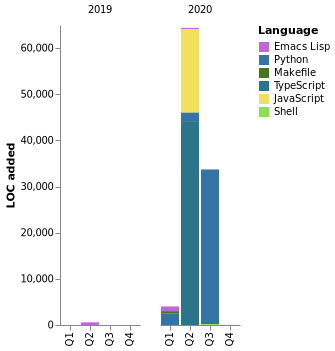 2019
2020
Language
Emacs Lisp
Python
Makefile
TypeScript
JavaScript
Shell
LOC added
60,000
50,000
40,000
30,000
20,000
10,000
0
Q1
Q2
Q3
Q4
Q1
Q2
Q3
Q4